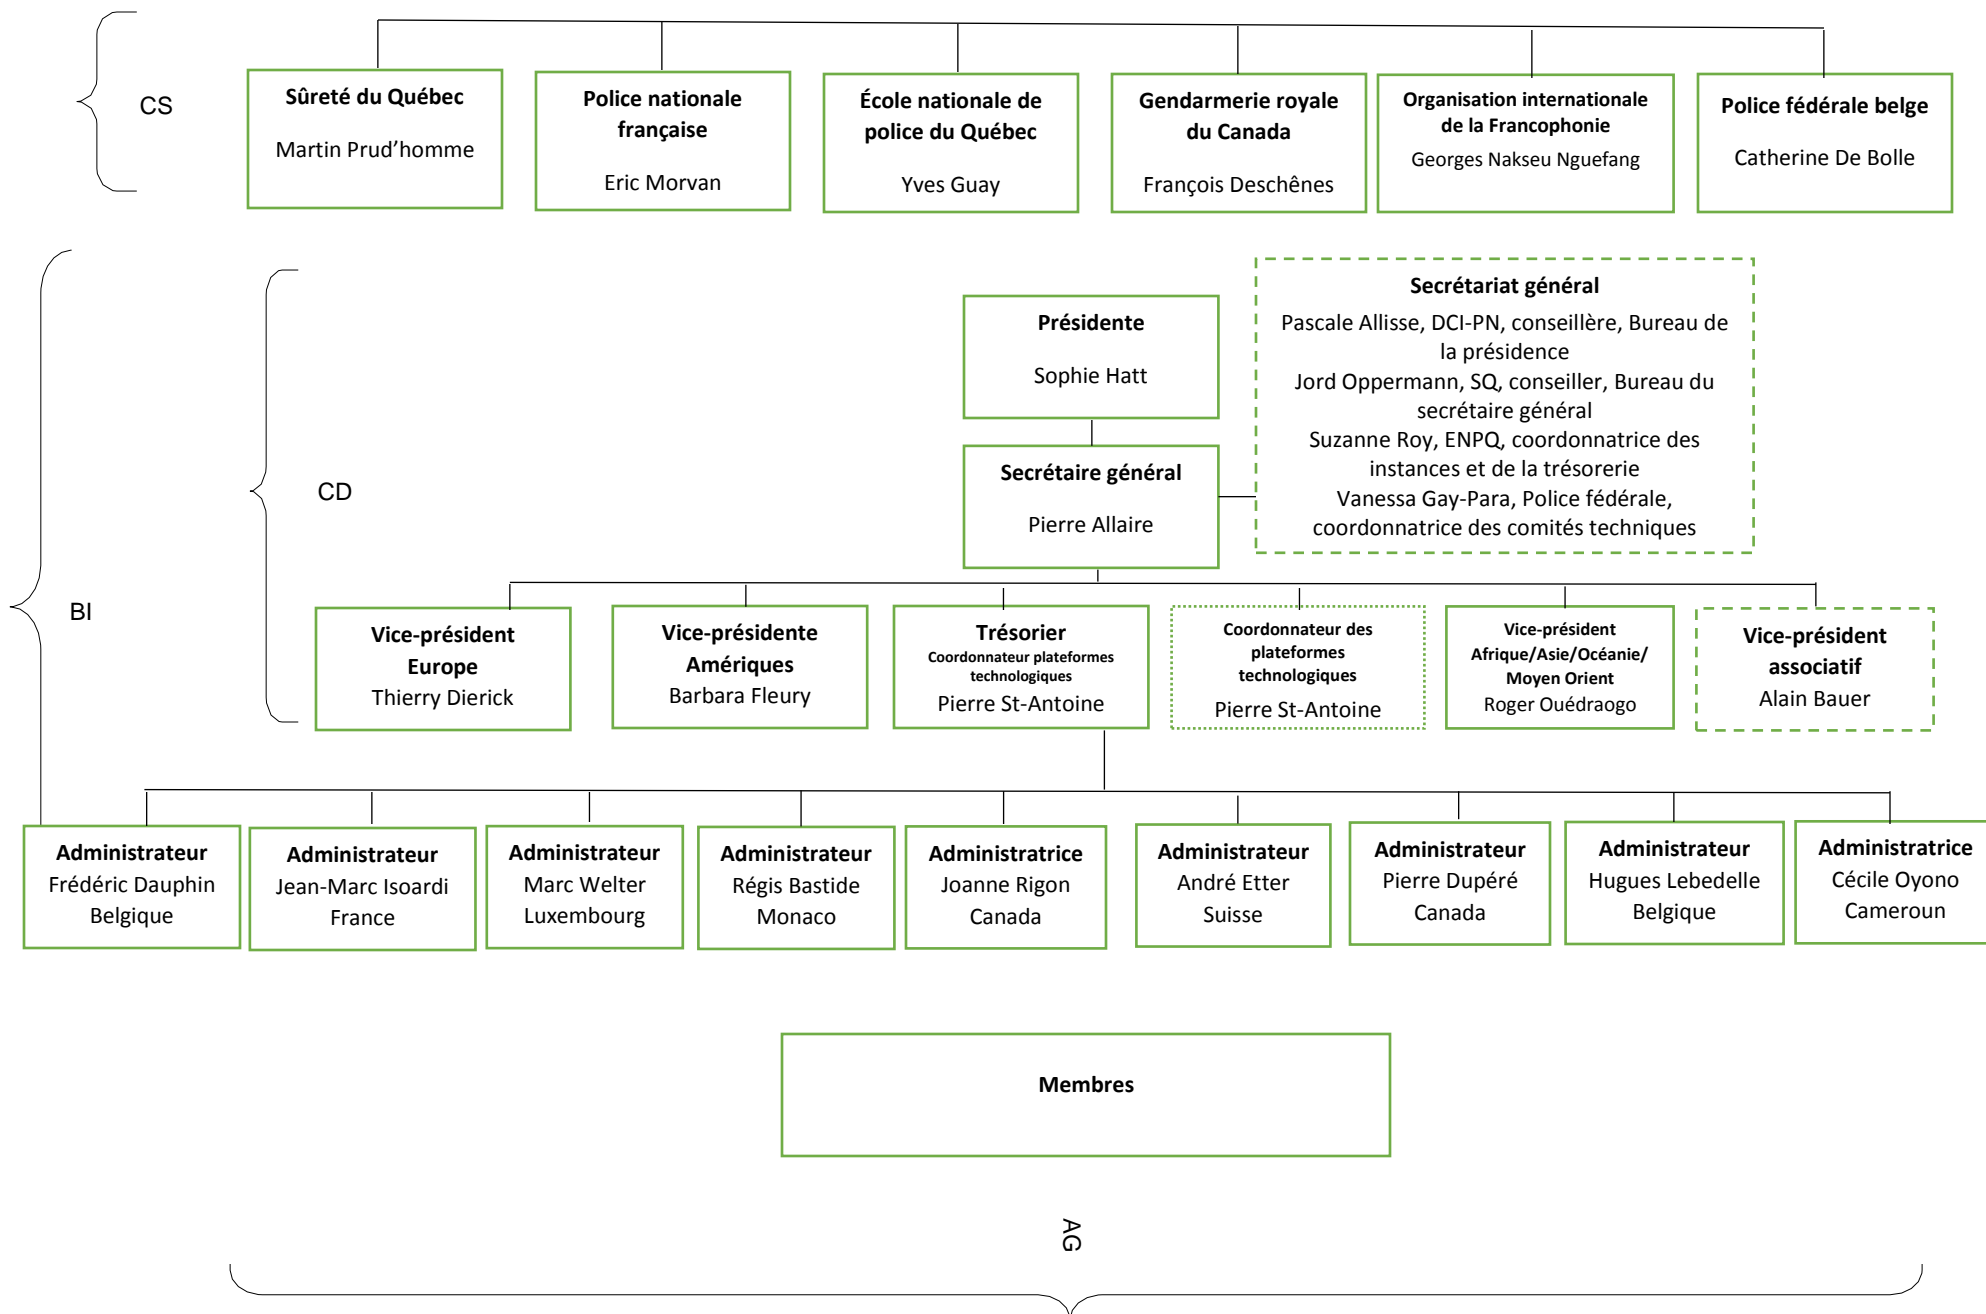 CS
Sûreté du Québec
Martin Prud'homme
Police nationale
française
Eric Morvan
École nationale de
police du Québec
Yves Guay
Gendarmerie royale
du Canada
François Deschênes
Organisation internationale
de la Francophonie
Georges Nakseu Nguefang
Police fédérale belge
Catherine De Bolle
BI
CD
Présidente
Sophie Hatt
Secrétaire général
Pierre Allaire
Secrétariat général
Pascale Allisse, DCI-PN, conseillère, Bureau de
la présidence
Jord Oppermann, SQ, conseiller, Bureau du
secrétaire général
Suzanne Roy, ENPQ, coordonnatrice des
instances et de la trésorerie
Vanessa Gay-Para, Police fédérale,
coordonnatrice des comités techniques
Vice-président
Europe
Thierry Dierick
Vice-présidente
Amériques
Barbara Fleury
Trésorier
Coordonnateur plateformes
technologiques
Pierre St-Antoine
Coordonnateur des
plateformes
technologiques
Pierre St-Antoine
Vice-président
Afrique/Asie/Océanie/
Moyen Orient
Roger Ouédraogo
Vice-président
associatif
Alain Bauer
Administrateur
Frédéric Dauphin
Belgique
Administrateur
Jean-Marc Isoardi
France
Administrateur
Marc Welter
Luxembourg
Administrateur
Régis Bastide
Monaco
Administratrice
Joanne Rigon
Canada
Administrateur
André Etter
Suisse
Administrateur
Pierre Dupéré
Canada
Administrateur
Hugues Lebedelle
Belgique
Administratrice
Cécile Oyono
Cameroun
Membres
AG